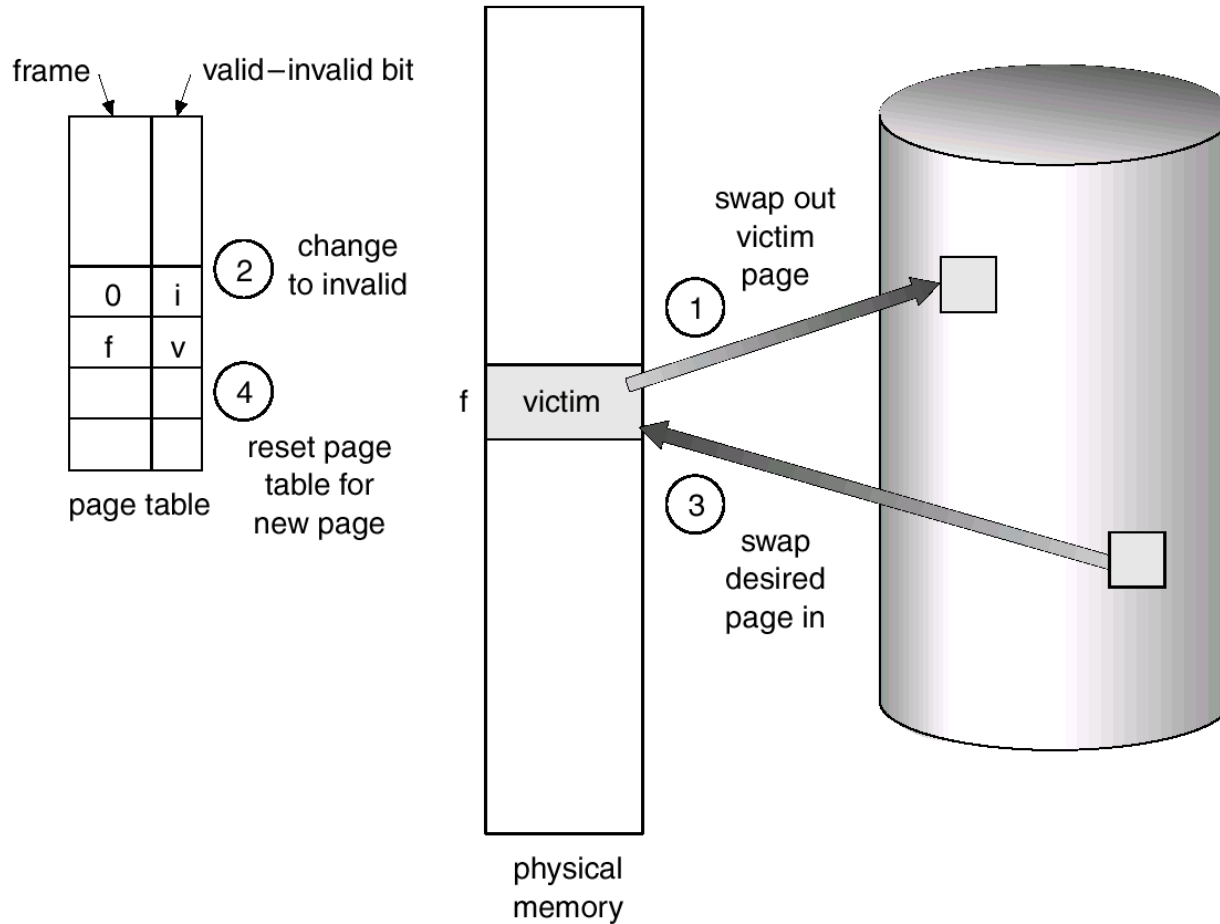 frame
valid–invalid bit
0
i
f
v
2
change
to invalid
4
reset page
table for
new page
page table
f
victim
physical
memory
swap out
victim
page
1
3
swap
desired
page in